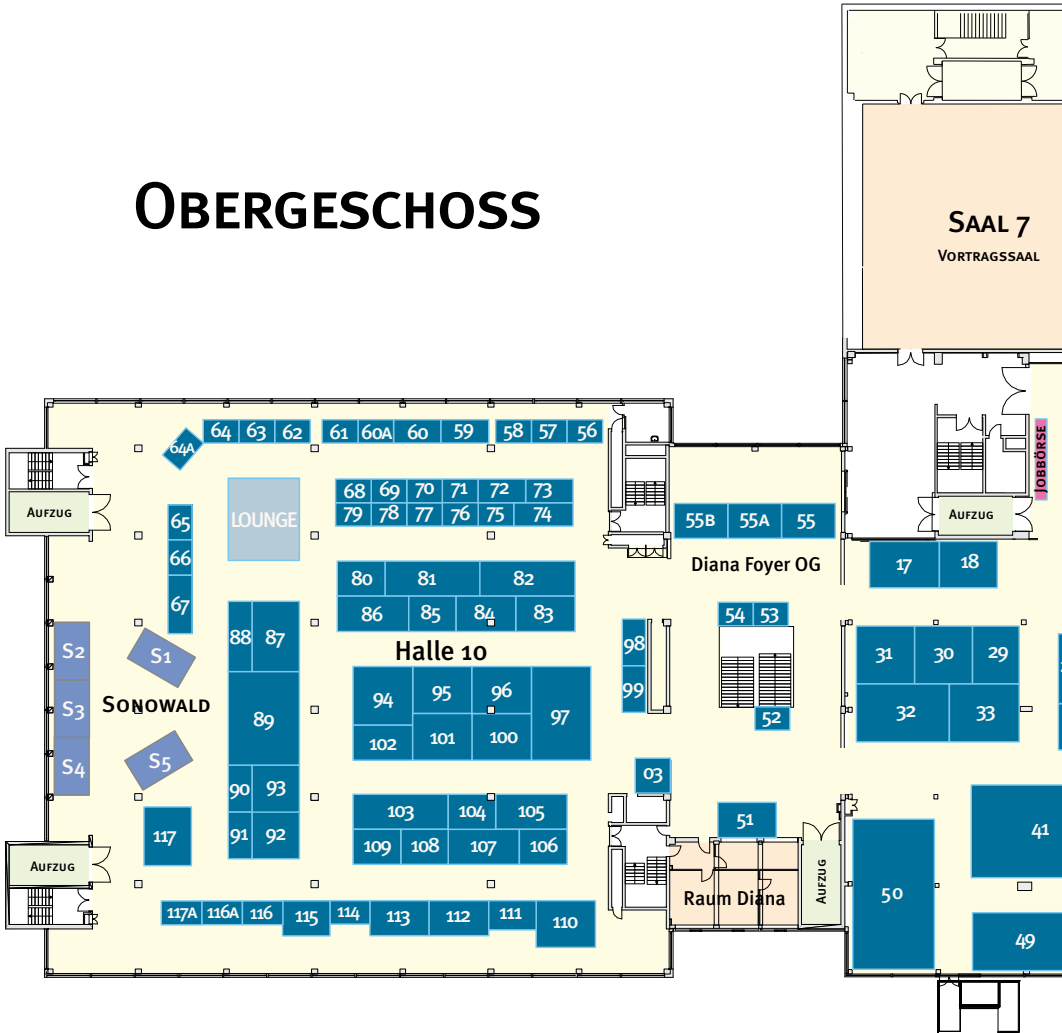 OBERGESCHOSS
SAAL 7
VORTRAGSSAAL
JOBBÖRSE
AUFZUG
64A 64 63 62 61 60A 60 59 58 57 56
AUFZUG
LOUNGE
65
66
67
68 69 70 71 72 73
79 78 77 76 75 74
55B 55A 55
Diana Foyer OG
17 18
80 81 82
86 85 84 83
54 53
88 87
Halle 10
98
99
31 30 29
32 33
S2
S1
S3
SONOWALD
S4
S5
89
94 95 96 97
102 101 100
52
90 93
91 92
03
117
103 104 105
109 108 107 106
51
41
AUFZUG
Raum Diana
AUFZUG
50
49
117A 116A 116 115 114 113 112 111 110